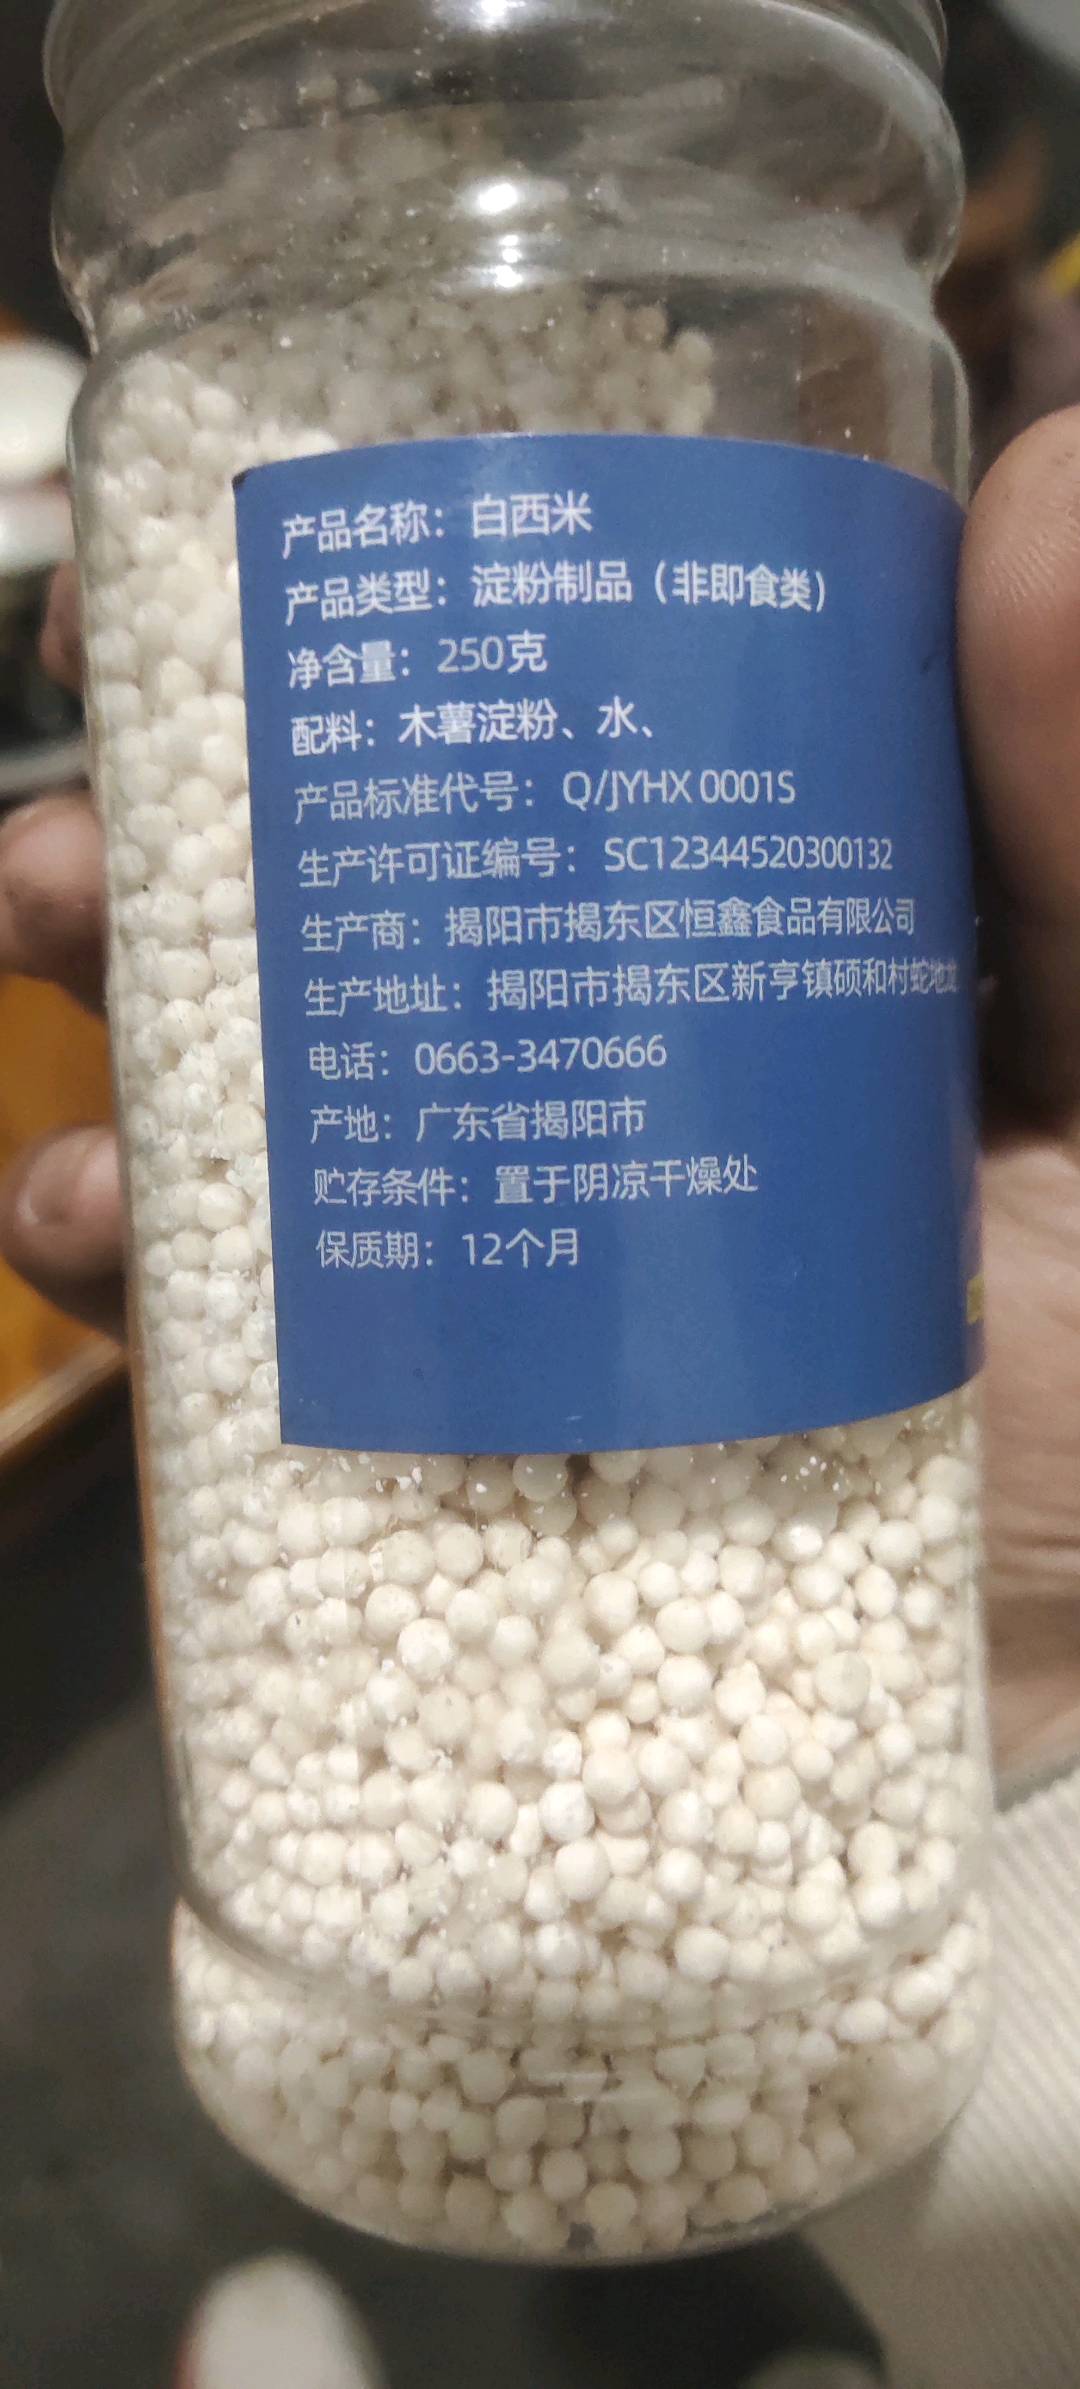 产品名称：白西米
产品类型：淀粉制品（非即食类）
净含量：250克
配料：木薯淀粉、水、
产品标准代号：Q/JYHX 0001S
生产许可证编号：SC12344520300132
生产商：揭阳市揭东区恒鑫食品有限公司
生产地址：揭阳市揭东区新亨镇硕和村蛇地
电话：0663-3470666
产地：广东省揭阳市
贮存条件：置于阴凉干燥处
保质期：12个月